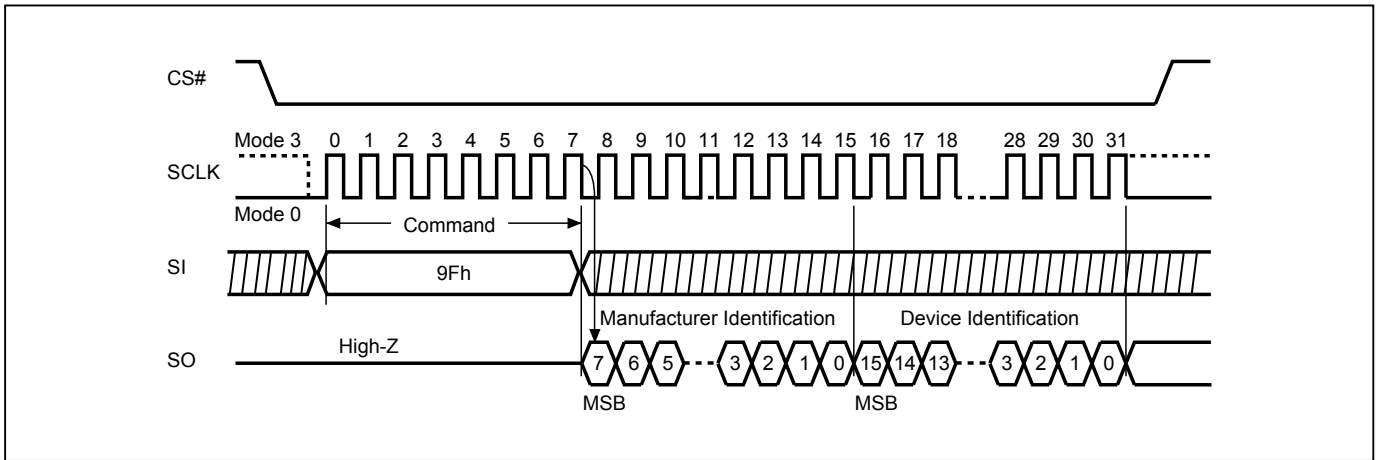 CS#
Mode 3 0 1 2 3 4 5 6 7 8 9 10 11 12 13 14 15 16 17 18 28 29 30 31
SCLK
Mode 0
Command
SI 9Fh
Manufacturer Identification Device Identification
High-Z
SO 7 6 5 3 2 1 0 15 14 13 3 2 1 0
MSB MSB